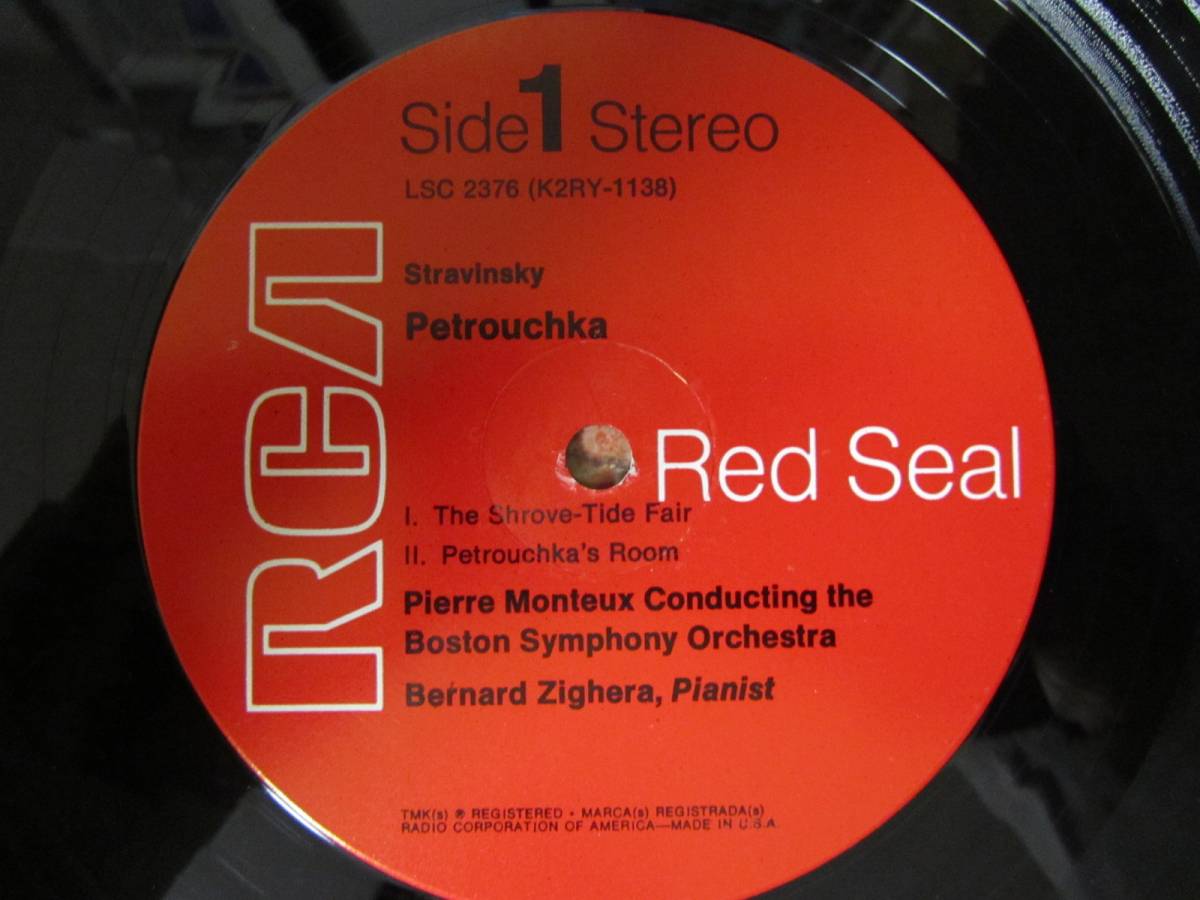 Side 1 Stereo
LSC 2376 (K2RY-1138)
RCA
Stravinsky
Petrouchka
Red Seal
I. The Shrove-Tide Fair
II. Petrouchka's Room
Pierre Monteux Conducting the
Boston Symphony Orchestra
Bernard Zighera, Pianist
TMK(s) ® REGISTERED • MARCA(s) REGISTRADA(s)
RADIO CORPORATION OF AMERICA—MADE IN U.S.A.